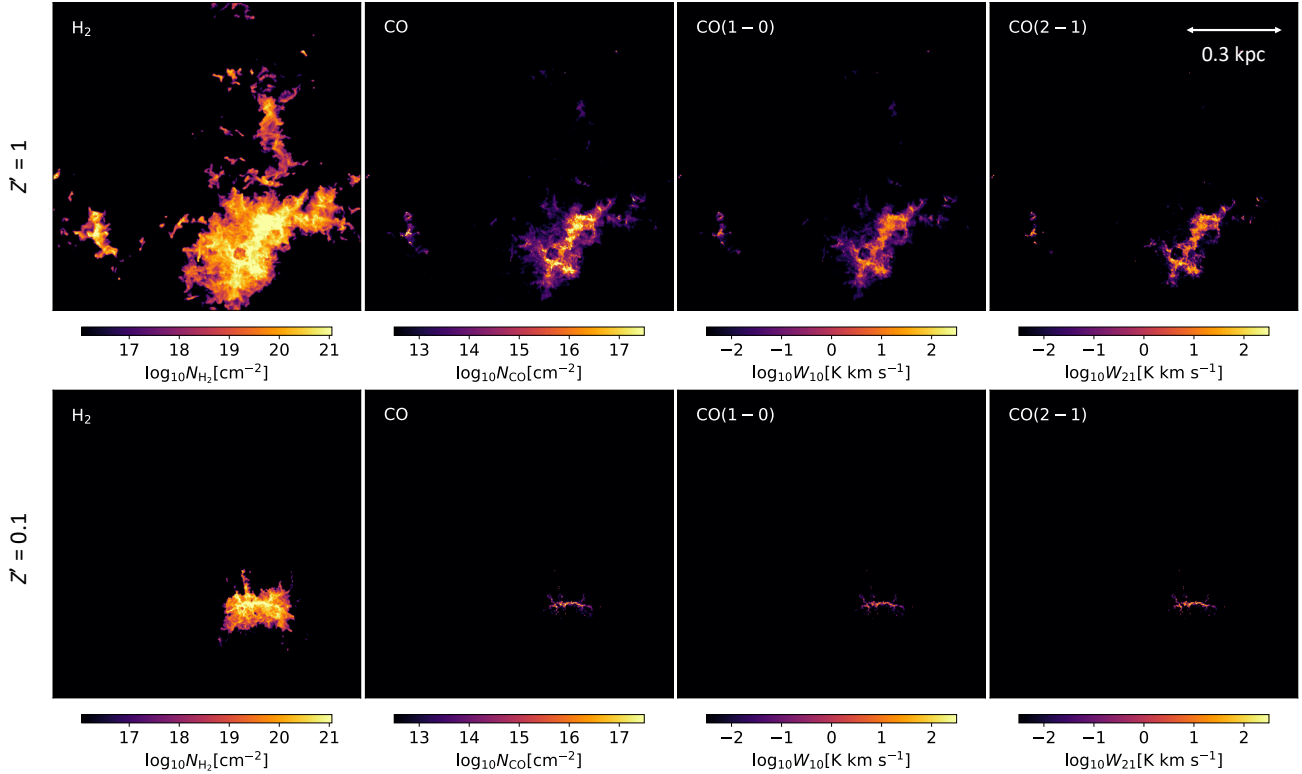 H₂ CO CO(1 − 0) CO(2 − 1)
0.3 kpc
Z′ = 1
17 18 19 20 21 13 14 15 16 17 −2 −1 0 1 2 −2 −1 0 1 2
log₁₀N_H₂[cm⁻²] log₁₀N_CO[cm⁻²] log₁₀W₁₀[K km s⁻¹] log₁₀W₂₁[K km s⁻¹]
H₂ CO CO(1 − 0) CO(2 − 1)
Z′ = 0.1
17 18 19 20 21 13 14 15 16 17 −2 −1 0 1 2 −2 −1 0 1 2
log₁₀N_H₂[cm⁻²] log₁₀N_CO[cm⁻²] log₁₀W₁₀[K km s⁻¹] log₁₀W₂₁[K km s⁻¹]